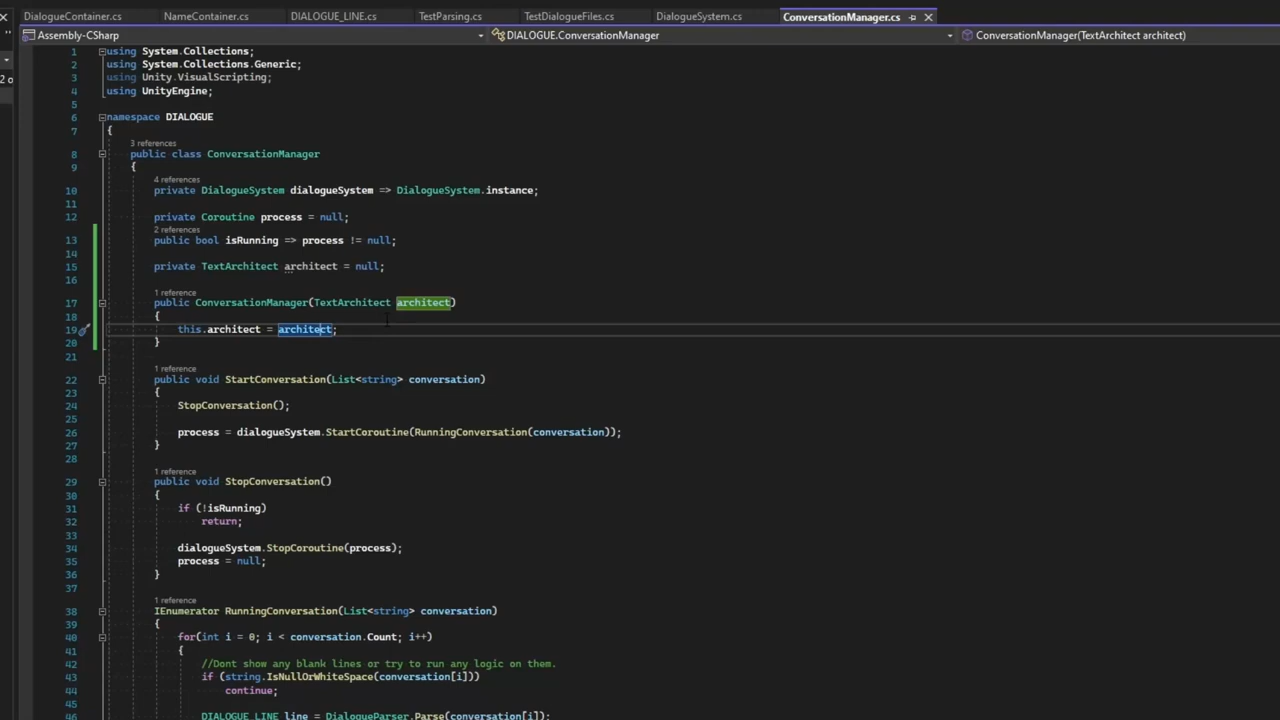 DialogueContainer.cs NameContainer.cs DIALOGUE_LINE.cs TestParsing.cs TestDialogueFiles.cs DialogueSystem.cs ConversationManager.cs
Assembly-CSharp DIALOGUE.ConversationManager ConversationManager(TextArchitect architect)
1 using System.Collections;
2 using System.Collections.Generic;
3 using Unity.VisualScripting;
4 using UnityEngine;
5
6 namespace DIALOGUE
7 {
3 references
8 public class ConversationManager
9 {
4 references
10 private DialogueSystem dialogueSystem => DialogueSystem.instance;
11
12 private Coroutine process = null;
2 references
13 public bool isRunning => process != null;
14
15 private TextArchitect architect = null;
16
1 reference
17 public ConversationManager(TextArchitect architect)
18 {
19 this.architect = architect;
20 }
21
1 reference
22 public void StartConversation(List<string> conversation)
23 {
24 StopConversation();
25
26 process = dialogueSystem.StartCoroutine(RunningConversation(conversation));
27 }
28
1 reference
29 public void StopConversation()
30 {
31 if (!isRunning)
32 return;
33
34 dialogueSystem.StopCoroutine(process);
35 process = null;
36 }
37
1 reference
38 IEnumerator RunningConversation(List<string> conversation)
39 {
40 for(int i = 0; i < conversation.Count; i++)
41 {
42 //Dont show any blank lines or try to run any logic on them.
43 if (string.IsNullOrWhiteSpace(conversation[i]))
44 continue;
45
46 DIALOGUE_LINE line = DialogueParser.Parse(conversation[i]);